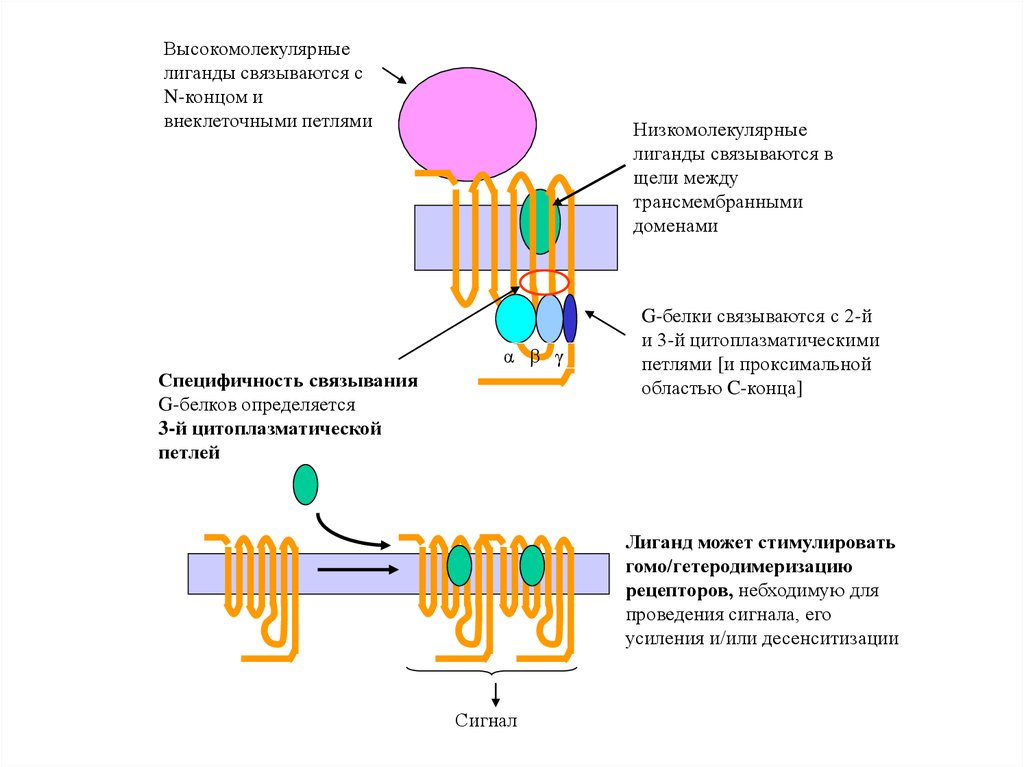 Высокомолекулярные
лиганды связываются с
N-концом и
внеклеточными петлями
Низкомолекулярные
лиганды связываются в
щели между
трансмембранными
доменами
G-белки связываются с 2-й
и 3-й цитоплазматическими
петлями [и проксимальной
областью С-конца]
α β γ
Специфичность связывания
G-белков определяется
3-й цитоплазматической
петлей
Лиганд может стимулировать
гомо/гетеродимеризацию
рецепторов, небходимую для
проведения сигнала, его
усиления и/или десенситизации
Сигнал